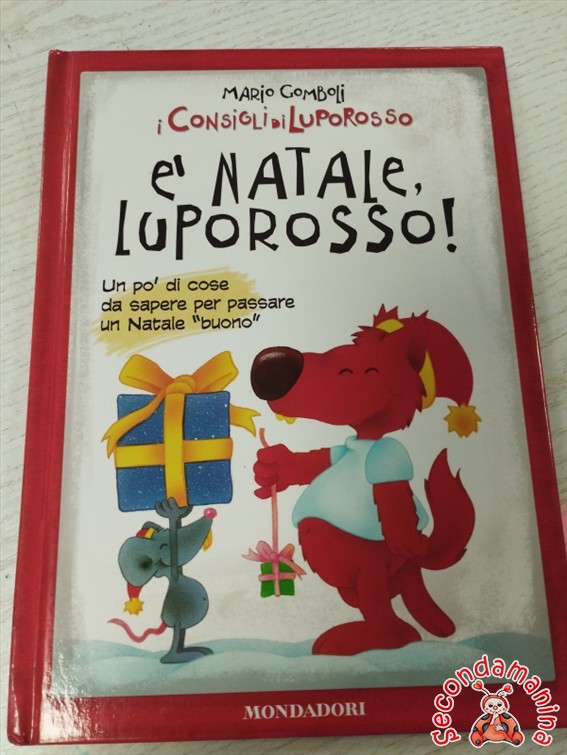 MARIO GOMBOLI
i CONSIGLI DI LUPOROSSO
E' NATALE,
LUPOROSSO!
Un po' di cose
da sapere per passare
un Natale "buono"
MONDADORI
Secondamanina